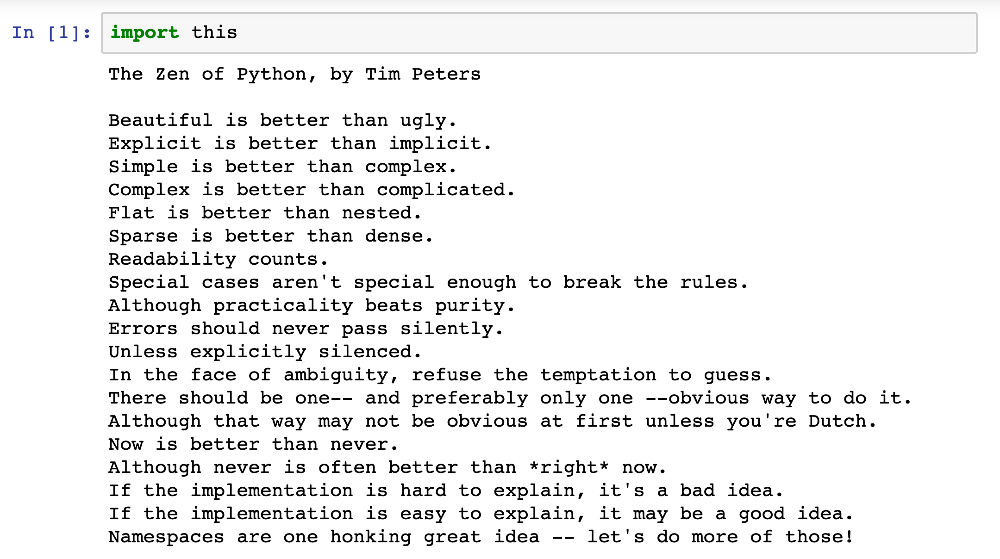 In [1]: import this
The Zen of Python, by Tim Peters
Beautiful is better than ugly.
Explicit is better than implicit.
Simple is better than complex.
Complex is better than complicated.
Flat is better than nested.
Sparse is better than dense.
Readability counts.
Special cases aren't special enough to break the rules.
Although practicality beats purity.
Errors should never pass silently.
Unless explicitly silenced.
In the face of ambiguity, refuse the temptation to guess.
There should be one-- and preferably only one --obvious way to do it.
Although that way may not be obvious at first unless you're Dutch.
Now is better than never.
Although never is often better than *right* now.
If the implementation is hard to explain, it's a bad idea.
If the implementation is easy to explain, it may be a good idea.
Namespaces are one honking great idea -- let's do more of those!